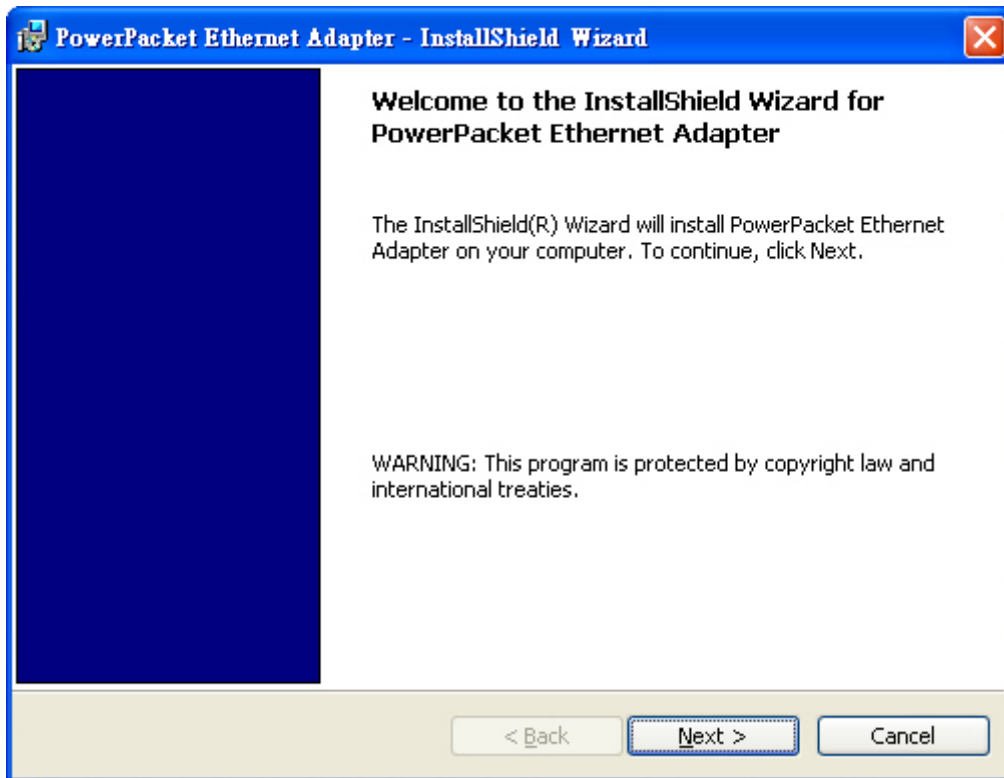 PowerPacket Ethernet Adapter - InstallShield Wizard
Welcome to the InstallShield Wizard for
PowerPacket Ethernet Adapter
The InstallShield(R) Wizard will install PowerPacket Ethernet
Adapter on your computer. To continue, click Next.
WARNING: This program is protected by copyright law and
international treaties.
< Back
Next >
Cancel